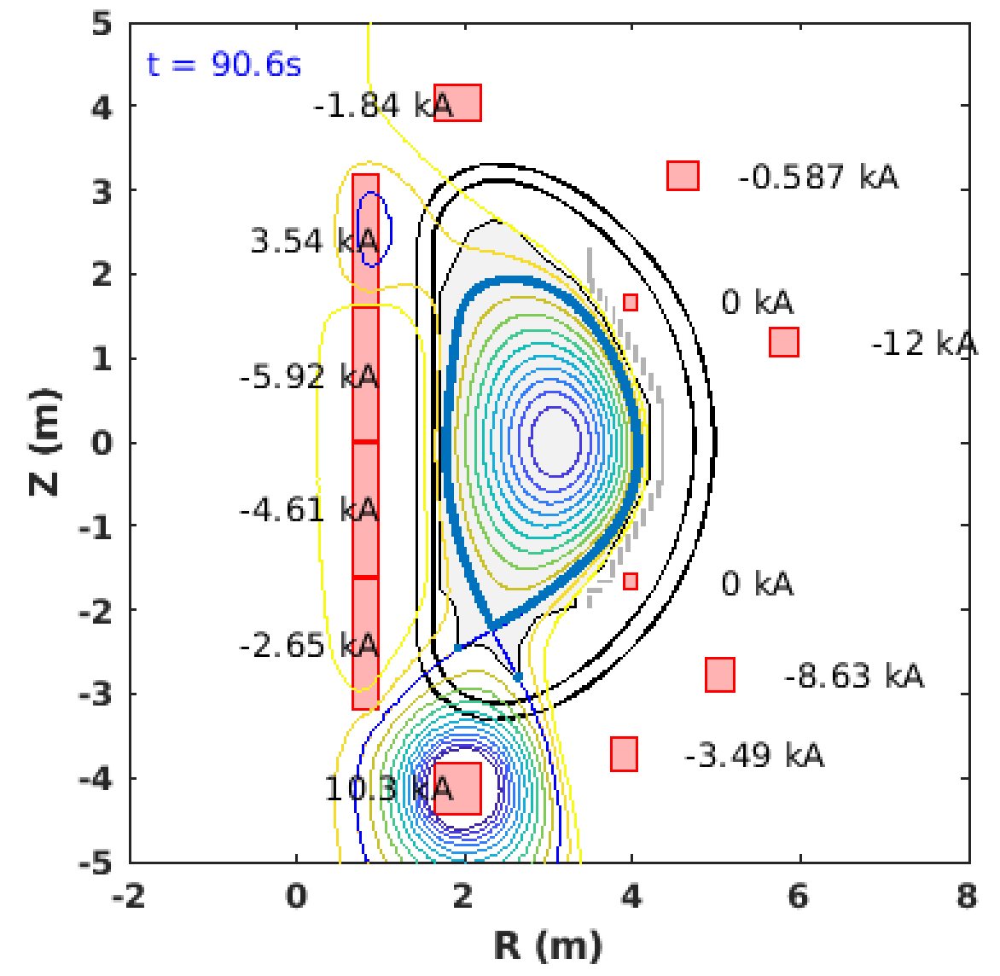 5
t = 90.6s
4
-1.84 kA
3
-0.587 kA
3.54 kA
2
0 kA
-12 kA
1
-5.92 kA
0
Z (m)
-4.61 kA
-1
0 kA
-2
-2.65 kA
-8.63 kA
-3
-3.49 kA
-4
10.3 kA
-5
-2 0 2 4 6 8
R (m)